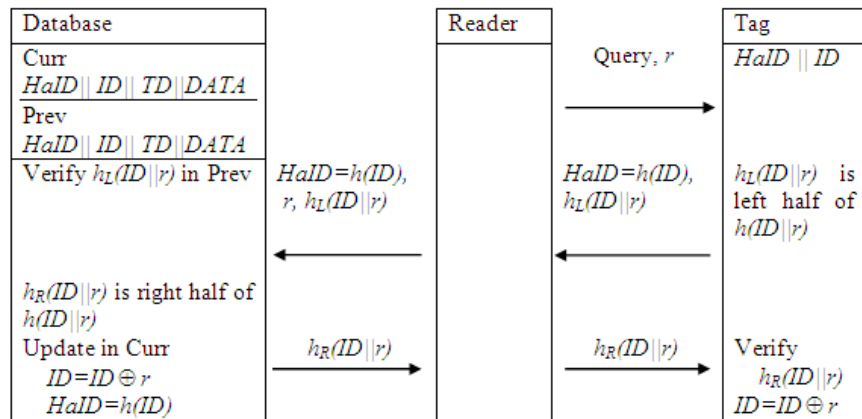 Database
Reader
Tag
Curr
HaID || ID || TD||DATA
Prev
HaID || ID || TD||DATA
Query, r
HaID || ID
Verify hL(ID||r) in Prev
HaID=h(ID),
r, hL(ID||r)
HaID=h(ID),
hL(ID||r)
hL(ID||r) is
left half of
h(ID||r)
hR(ID||r) is right half of
h(ID||r)
Update in Curr
ID=ID⊕r
HaID=h(ID)
hR(ID||r)
hR(ID||r)
Verify
hR(ID||r)
ID=ID⊕r